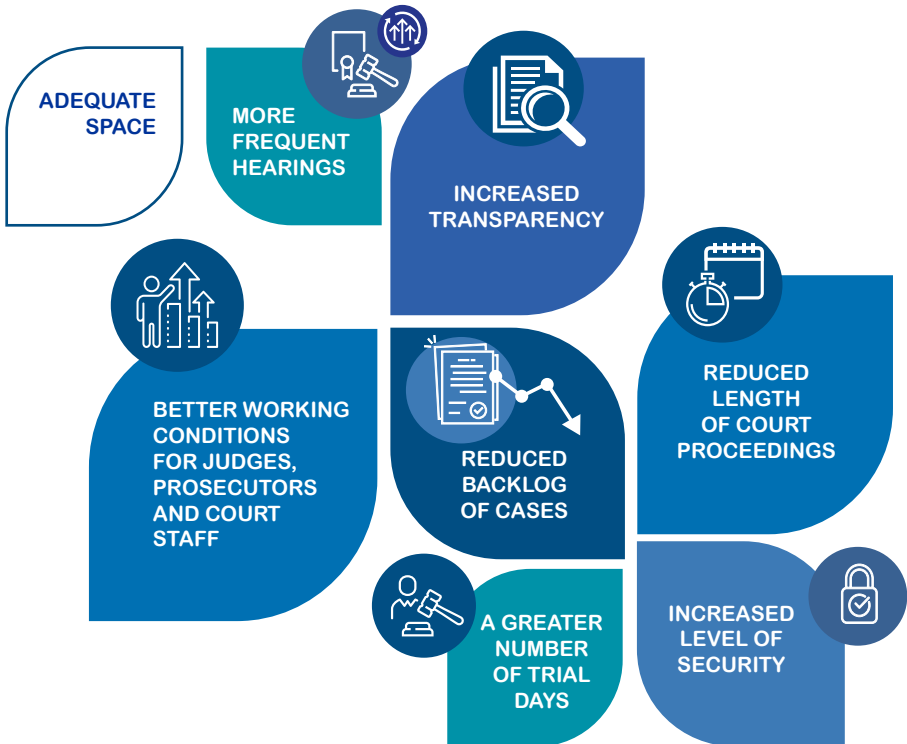 ADEQUATE
SPACE
MORE
FREQUENT
HEARINGS
INCREASED
TRANSPARENCY
BETTER WORKING
CONDITIONS
FOR JUDGES,
PROSECUTORS
AND COURT
STAFF
REDUCED
BACKLOG
OF CASES
REDUCED
LENGTH
OF COURT
PROCEEDINGS
A GREATER
NUMBER
OF TRIAL
DAYS
INCREASED
LEVEL OF
SECURITY